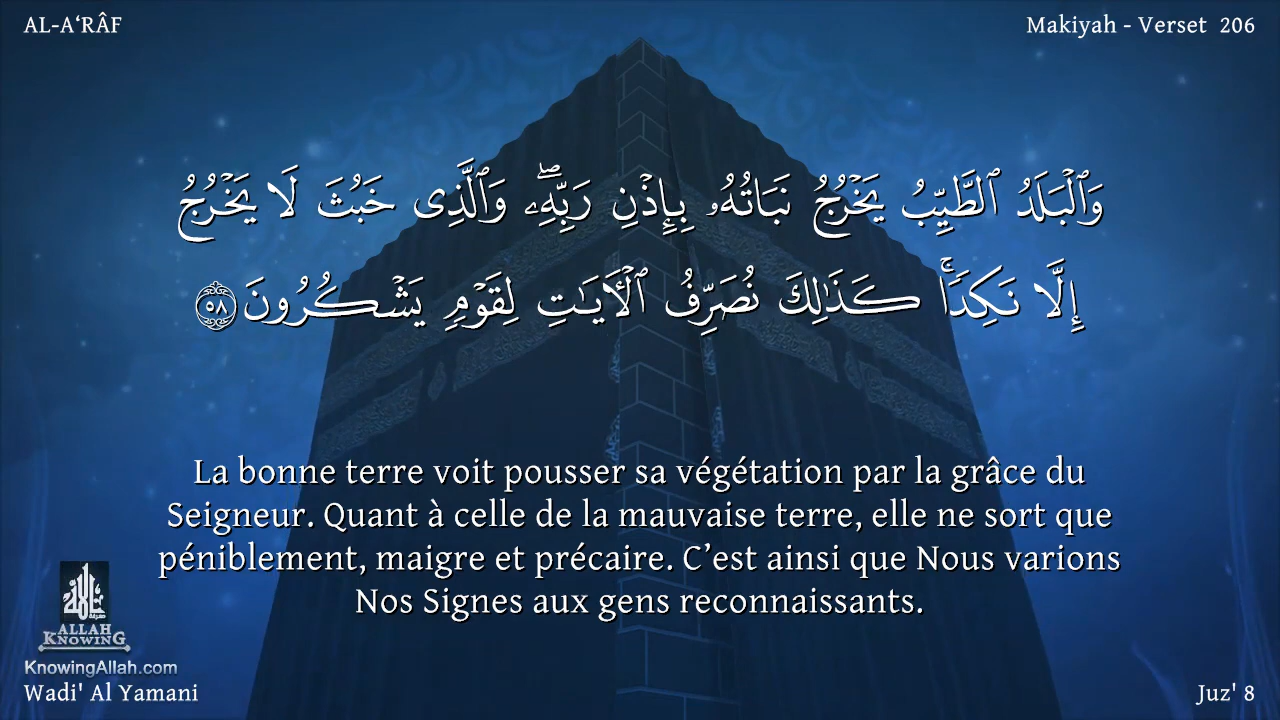 AL-A‘RÂF
Makiyah - Verset 206
وَٱلْبَلَدُ ٱلطَّيِّبُ يَخْرُجُ نَبَاتُهُۥ بِإِذْنِ رَبِّهِۦۖ وَٱلَّذِى خَبُثَ لَا يَخْرُجُ
إِلَّا نَكِدًاۚ كَذَٰلِكَ نُصَرِّفُ ٱلْـَٔايَـٰتِ لِقَوْمٍ يَشْكُرُونَ ٥٨
La bonne terre voit pousser sa végétation par la grâce du
Seigneur. Quant à celle de la mauvaise terre, elle ne sort que
péniblement, maigre et précaire. C’est ainsi que Nous varions
Nos Signes aux gens reconnaissants.
ALLAH
KNOWING
KnowingAllah.com
Wadi' Al Yamani
Juz' 8